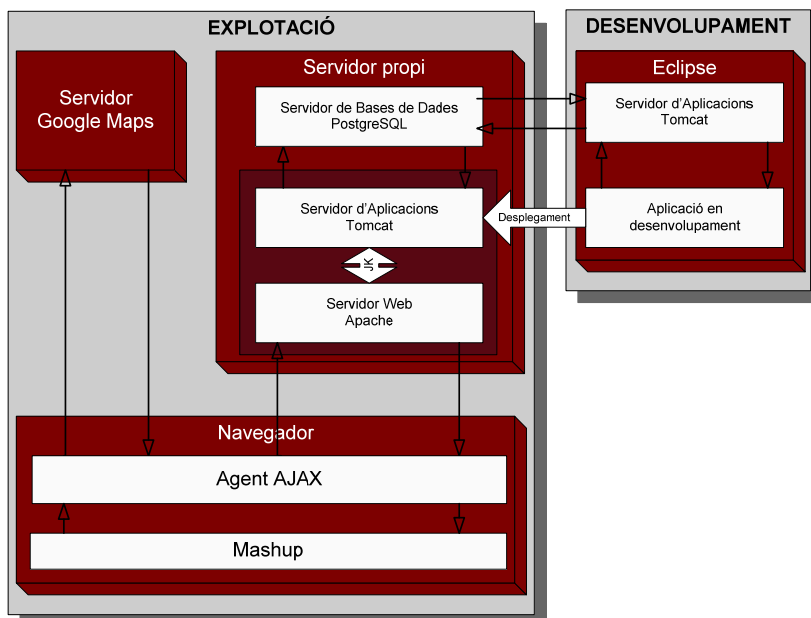 EXPLOTACIÓ
DESENVOLUPAMENT
Servidor
Google Maps
Servidor propi
Servidor de Bases de Dades
PostgreSQL
Servidor d'Aplicacions
Tomcat
JK
Servidor Web
Apache
Desplegament
Eclipse
Servidor d'Aplicacions
Tomcat
Aplicació en
desenvolupament
Navegador
Agent AJAX
Mashup